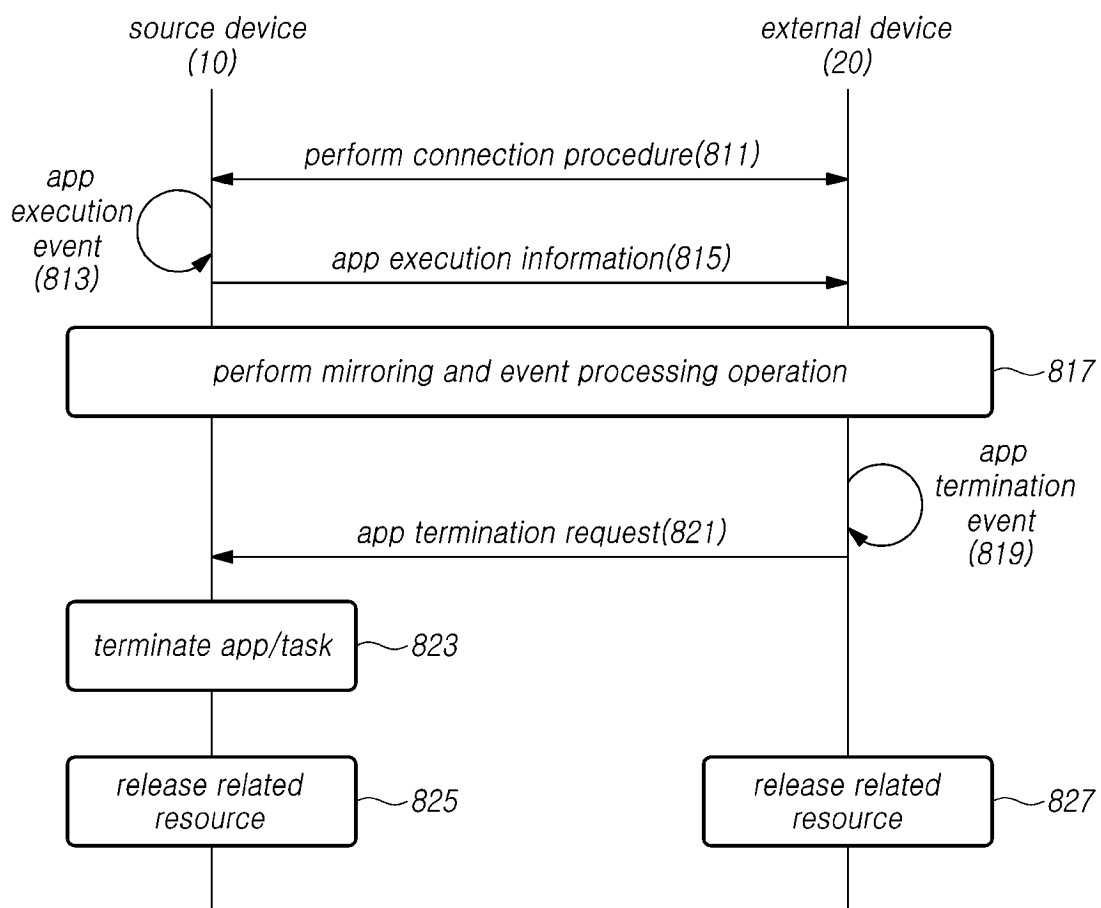 source device
(10)
external device
(20)
perform connection procedure(811)
app
execution
event
(813)
app execution information(815)
perform mirroring and event processing operation
817
app
termination
event
(819)
app termination request(821)
terminate app/task
823
release related
resource
825
release related
resource
827